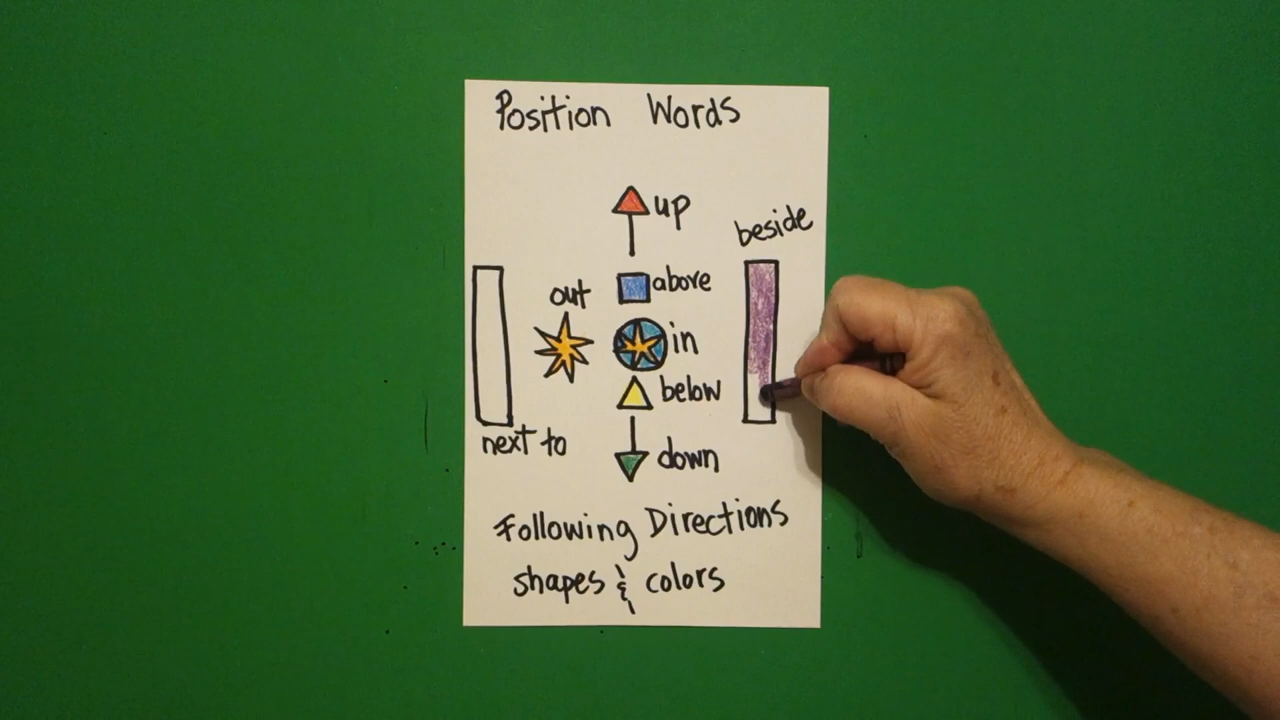 Position Words
up
beside
above
out
in
below
next to
down
Following Directions
shapes & colors